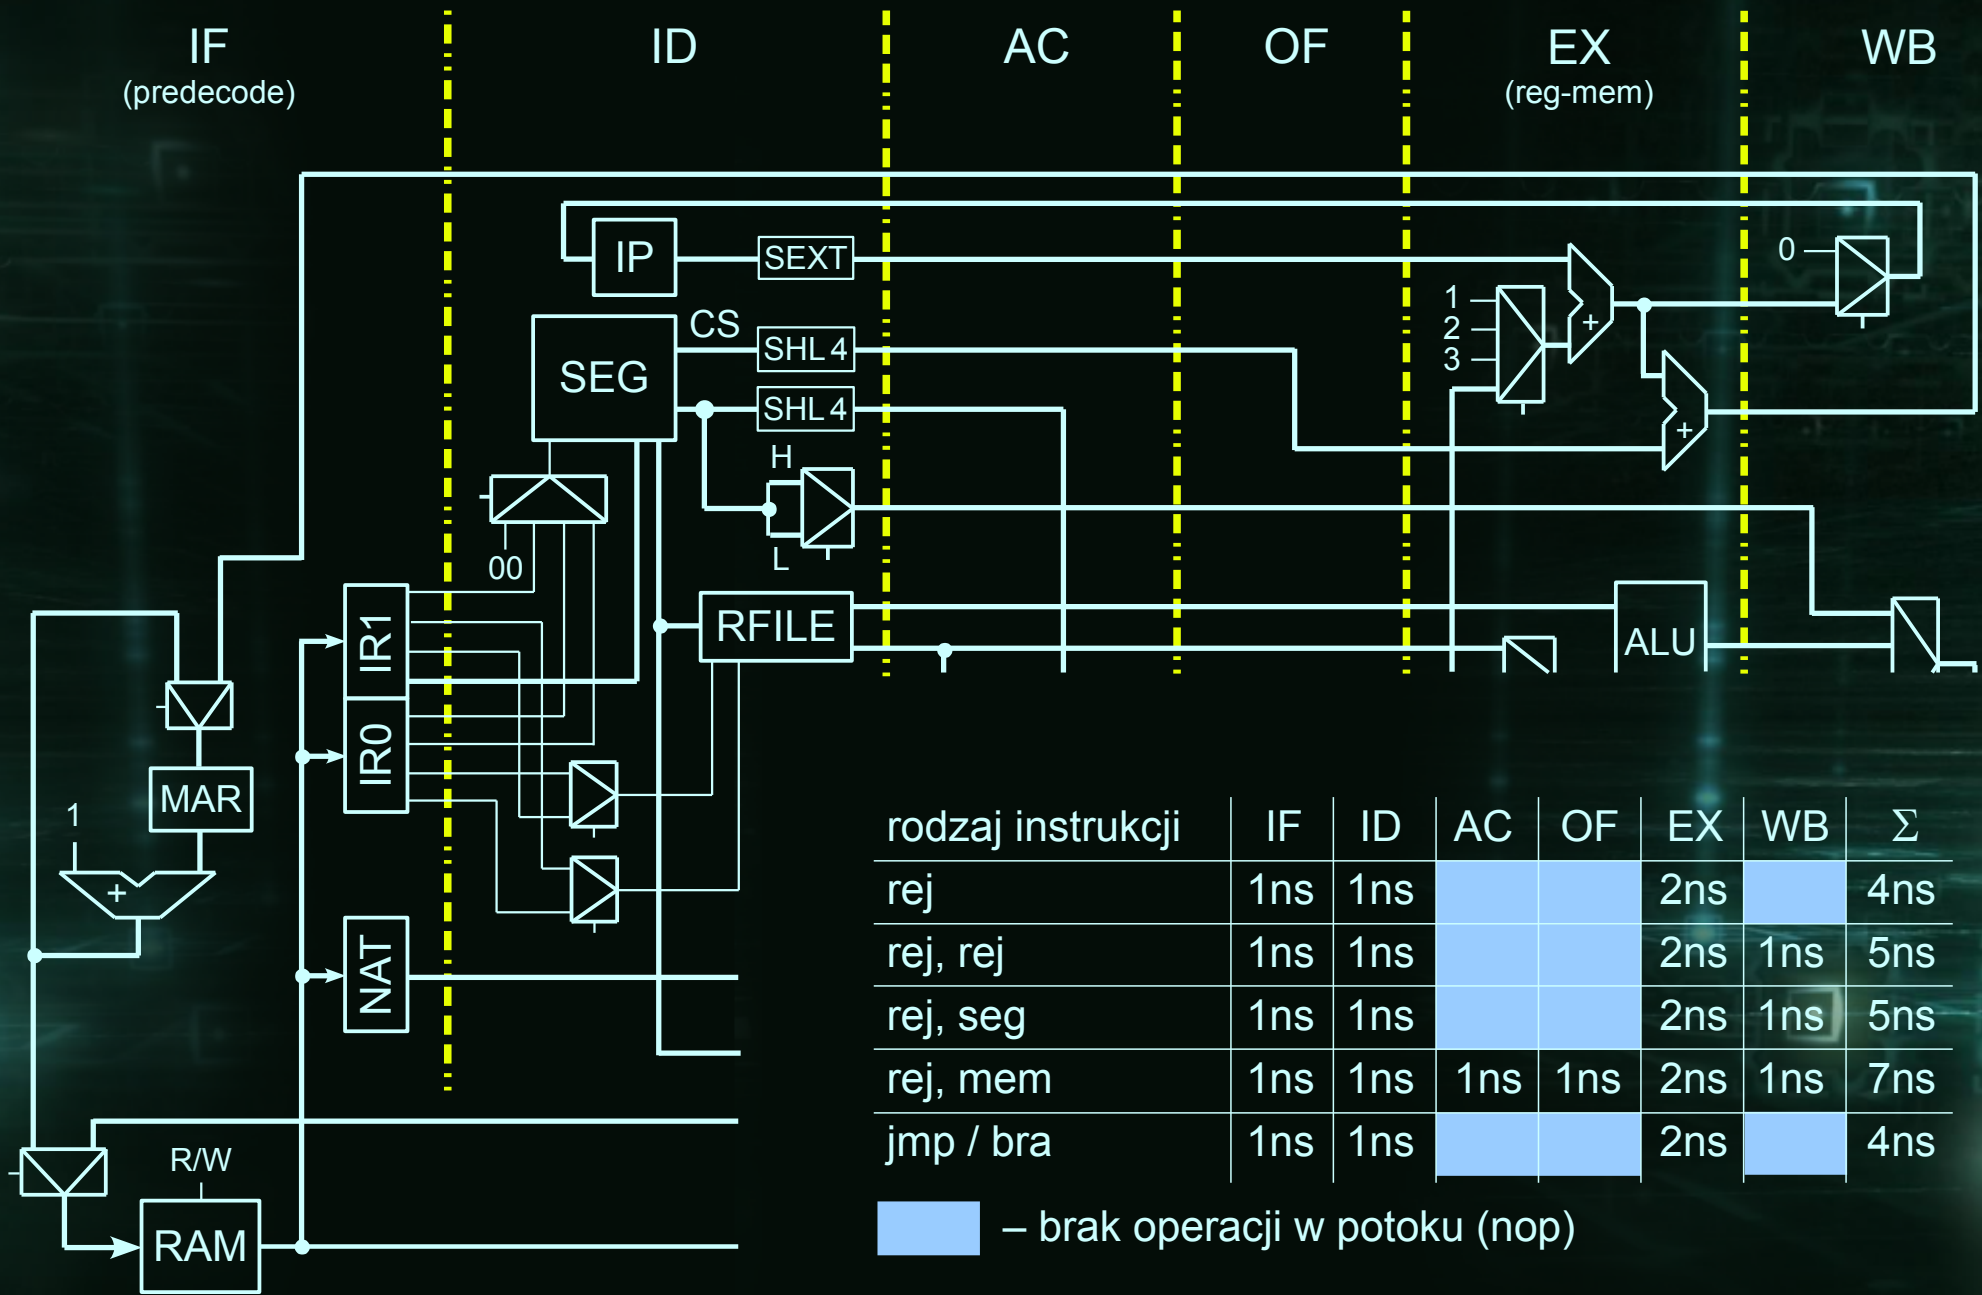 IF ID AC OF EX WB
(predecode) (reg-mem)
IP SEXT 0
1
2
3
+
CS
SEG SHL 4
SHL 4
+
H
L
00
IR1
RFILE
ALU
IR0
MAR
1
+
NAT
R/W
RAM
rodzaj instrukcji IF ID AC OF EX WB Σ
rej 1ns 1ns 2ns 4ns
rej, rej 1ns 1ns 2ns 1ns 5ns
rej, seg 1ns 1ns 2ns 1ns 5ns
rej, mem 1ns 1ns 1ns 1ns 2ns 1ns 7ns
jmp / bra 1ns 1ns 2ns 4ns
– brak operacji w potoku (nop)